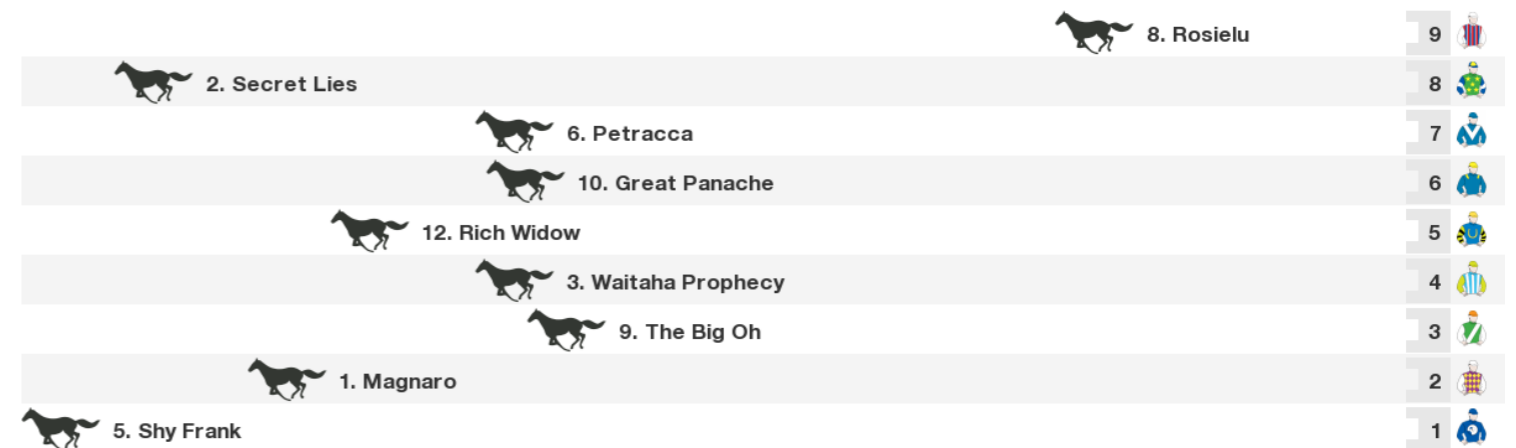 8. Rosielu 9
2. Secret Lies 8
6. Petracca 7
10. Great Panache 6
12. Rich Widow 5
3. Waitaha Prophecy 4
9. The Big Oh 3
1. Magnaro 2
5. Shy Frank 1